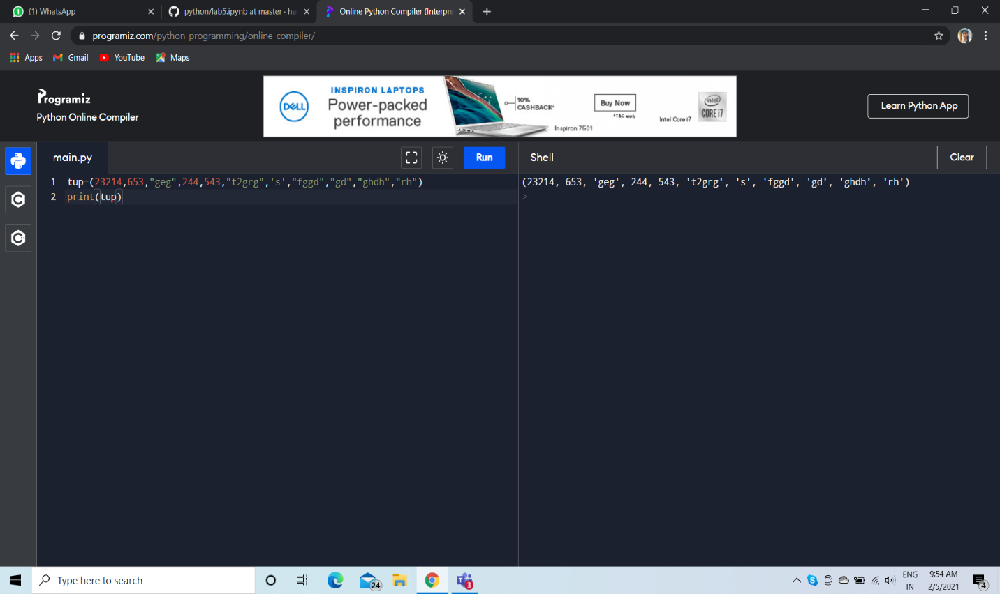 (1) WhatsApp
python/lab5.ipynb at master · ha
Online Python Compiler (Interpre
programiz.com/python-programming/online-compiler/
Apps
Gmail
YouTube
Maps
Programiz
Python Online Compiler
DELL
INSPIRON LAPTOPS
Power-packed
performance
10%
CASHBACK*
Inspiron 7501
Buy Now
*T&C apply
Intel Core i7
intel
CORE i7
Learn Python App
main.py
Run
Shell
Clear
1 tup=(23214,653,"geg",244,543,"t2grg",'s',"fggd","gd","ghdh","rh")
2 print(tup)
(23214, 653, 'geg', 244, 543, 't2grg', 's', 'fggd', 'gd', 'ghdh', 'rh')
>
Type here to search
24
3
ENG
IN
9:54 AM
2/5/2021
4